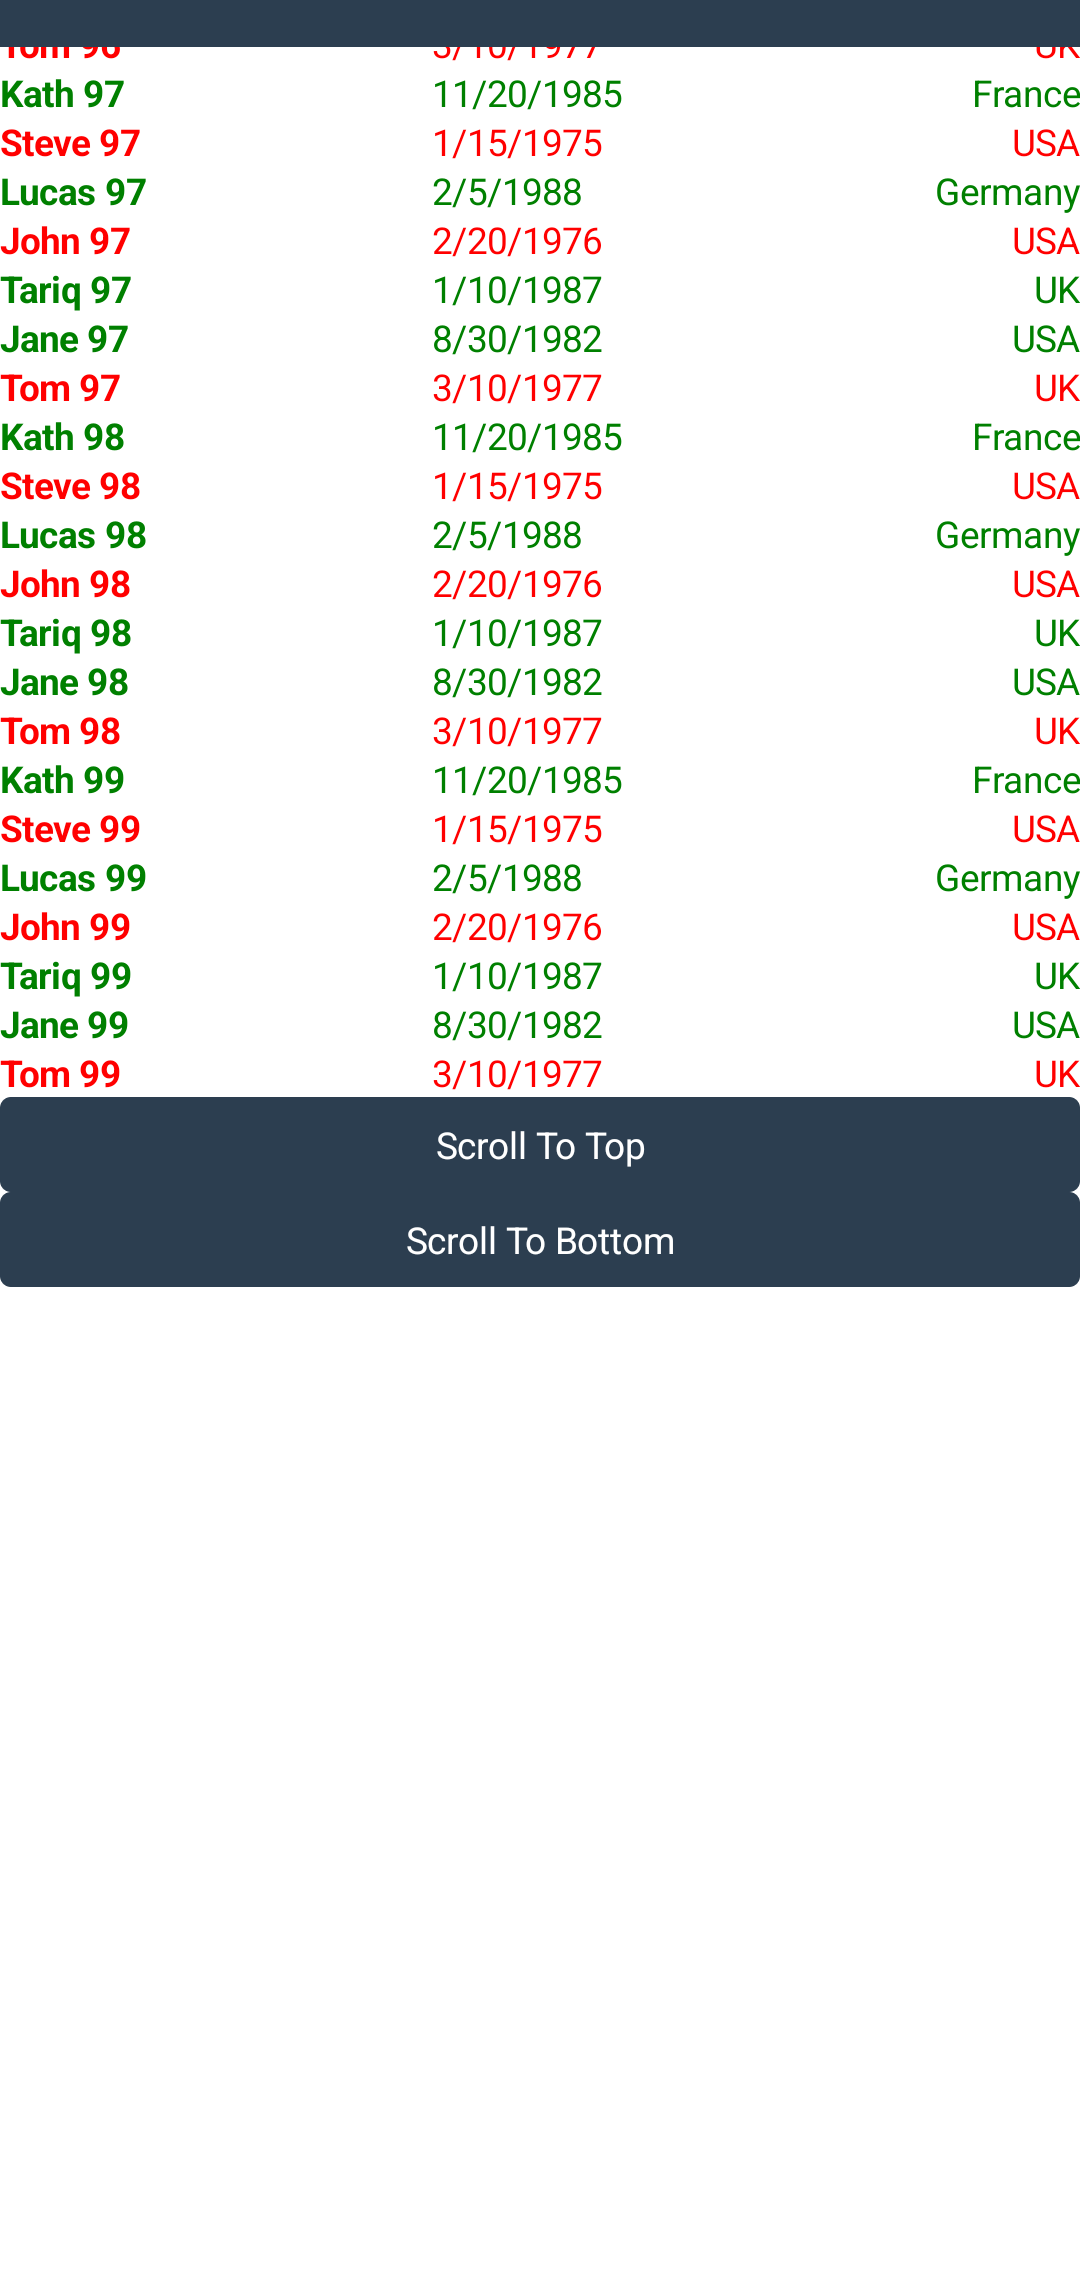 Tom 96 3/10/1977 UK
Kath 97 11/20/1985 France
Steve 97 1/15/1975 USA
Lucas 97 2/5/1988 Germany
John 97 2/20/1976 USA
Tariq 97 1/10/1987 UK
Jane 97 8/30/1982 USA
Tom 97 3/10/1977 UK
Kath 98 11/20/1985 France
Steve 98 1/15/1975 USA
Lucas 98 2/5/1988 Germany
John 98 2/20/1976 USA
Tariq 98 1/10/1987 UK
Jane 98 8/30/1982 USA
Tom 98 3/10/1977 UK
Kath 99 11/20/1985 France
Steve 99 1/15/1975 USA
Lucas 99 2/5/1988 Germany
John 99 2/20/1976 USA
Tariq 99 1/10/1987 UK
Jane 99 8/30/1982 USA
Tom 99 3/10/1977 UK
Scroll To Top
Scroll To Bottom